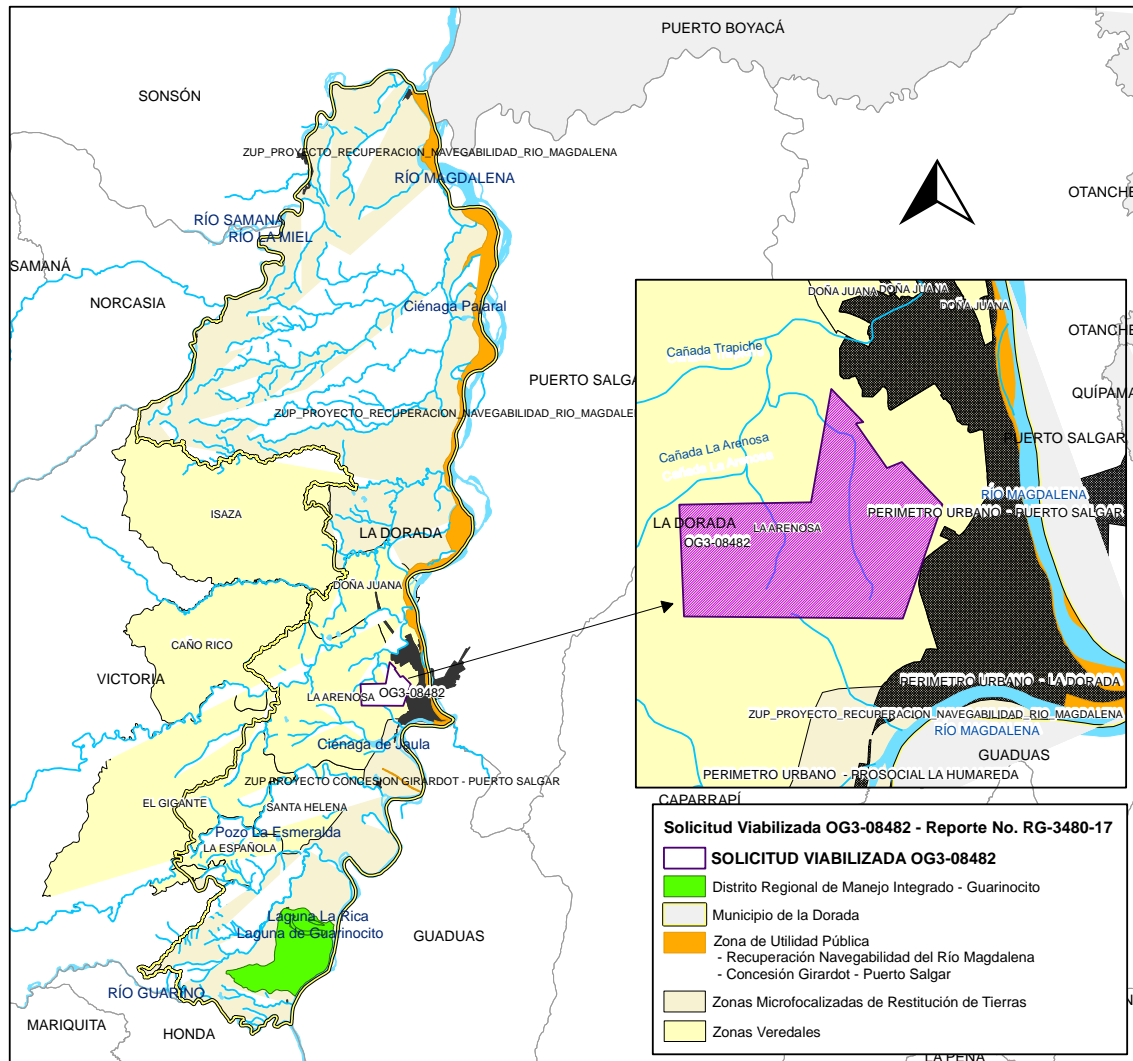 PUERTO BOYACÁ
SONSÓN
ZUP_PROYECTO_RECUPERACION_NAVEGABILIDAD_RIO_MAGDALENA
RÍO MAGDALENA
OTANCHE
RÍO SAMANÁ
RÍO LA MIEL
SAMANÁ
NORCASIA
Ciénaga Pajaral
PUERTO SALGA
ZUP_PROYECTO_RECUPERACION_NAVEGABILIDAD_RIO_MAGDALEN
ISAZA
LA DORADA
DOÑA JUANA
CAÑO RICO
VICTORIA
LA ARENOSA
OG3-08482
Ciénaga de Jaula
ZUP PROYECTO CONCESION GIRARDOT - PUERTO SALGAR
EL GIGANTE
SANTA HELENA
Pozo La Esmeralda
LA ESPAÑOLA
Laguna La Rica
Laguna de Guarinocito
GUADUAS
RÍO GUARINÓ
MARIQUITA
HONDA
DOÑA JUANA
DOÑA JUANA
DOÑA JUANA
Cañada Trapiche
OTANCHE
QUÍPAMA
PUERTO SALGAR
Cañada La Arenosa
Cañada La Arenosa
RÍO MAGDALENA
PERIMETRO URBANO - PUERTO SALGAR
LA DORADA
LA ARENOSA
OG3-08482
PERIMETRO URBANO - LA DORADA
ZUP_PROYECTO_RECUPERACION_NAVEGABILIDAD_RIO_MAGDALENA
RÍO MAGDALENA
GUADUAS
PERIMETRO URBANO - PROSOCIAL LA HUMAREDA
CAPARRAPÍ
Solicitud Viabilizada OG3-08482 - Reporte No. RG-3480-17
SOLICITUD VIABILIZADA OG3-08482
Distrito Regional de Manejo Integrado - Guarinocito
Municipio de la Dorada
Zona de Utilidad Pública
- Recuperación Navegabilidad del Río Magdalena
- Concesión Girardot - Puerto Salgar
Zonas Microfocalizadas de Restitución de Tierras
Zonas Veredales
LA PEÑA